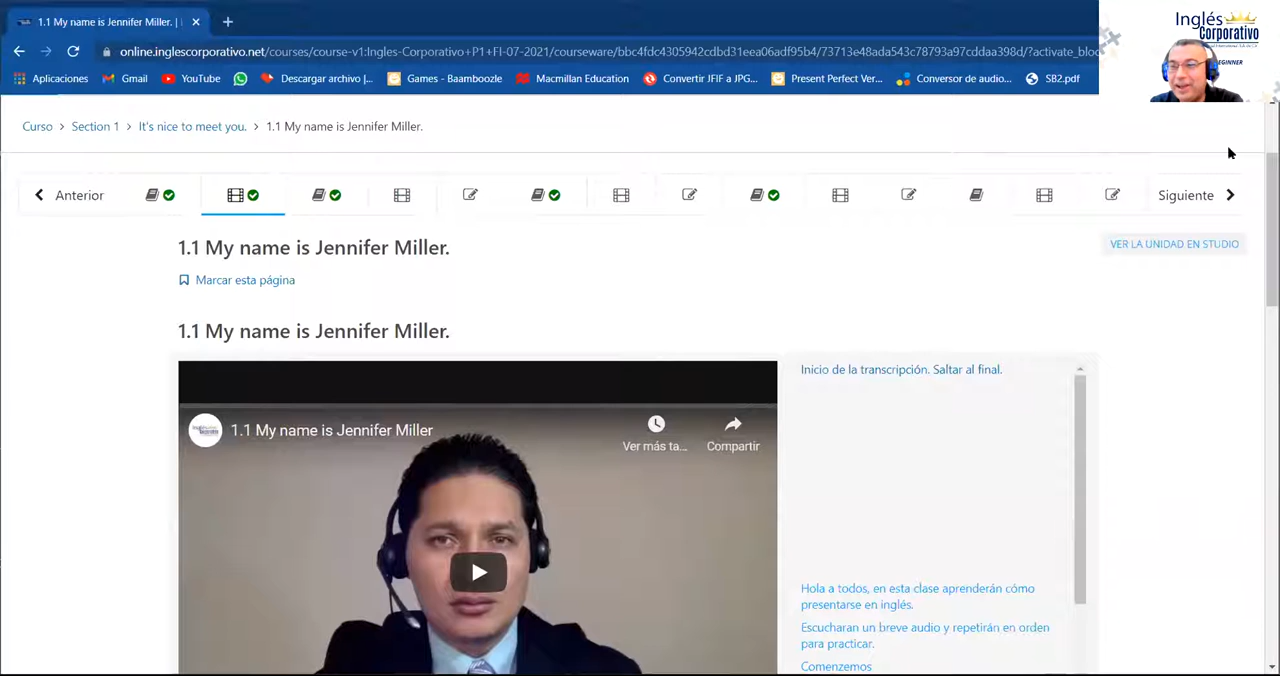 1.1 My name is Jennifer Miller. |
online.inglescorporativo.net/courses/course-v1:Ingles-Corporativo+P1+FI-07-2021/courseware/bbc4fdc4305942cdbd31eea06adf95b4/73713e48ada543c78793a97cddaa398d/?activate_bloc
Aplicaciones
Gmail
YouTube
Descargar archivo |...
Games - Baamboozle
Macmillan Education
Convertir JFIF a JPG...
Present Perfect Ver...
Conversor de audio...
SB2.pdf
Inglés
Corporativo
Curso > Section 1 > It's nice to meet you. > 1.1 My name is Jennifer Miller.
Anterior
Siguiente
1.1 My name is Jennifer Miller.
VER LA UNIDAD EN STUDIO
Marcar esta página
1.1 My name is Jennifer Miller.
1.1 My name is Jennifer Miller
Ver más ta...
Compartir
Inicio de la transcripción. Saltar al final.
Hola a todos, en esta clase aprenderán cómo
presentarse en inglés.
Escucharan un breve audio y repetirán en orden
para practicar.
Comenzemos